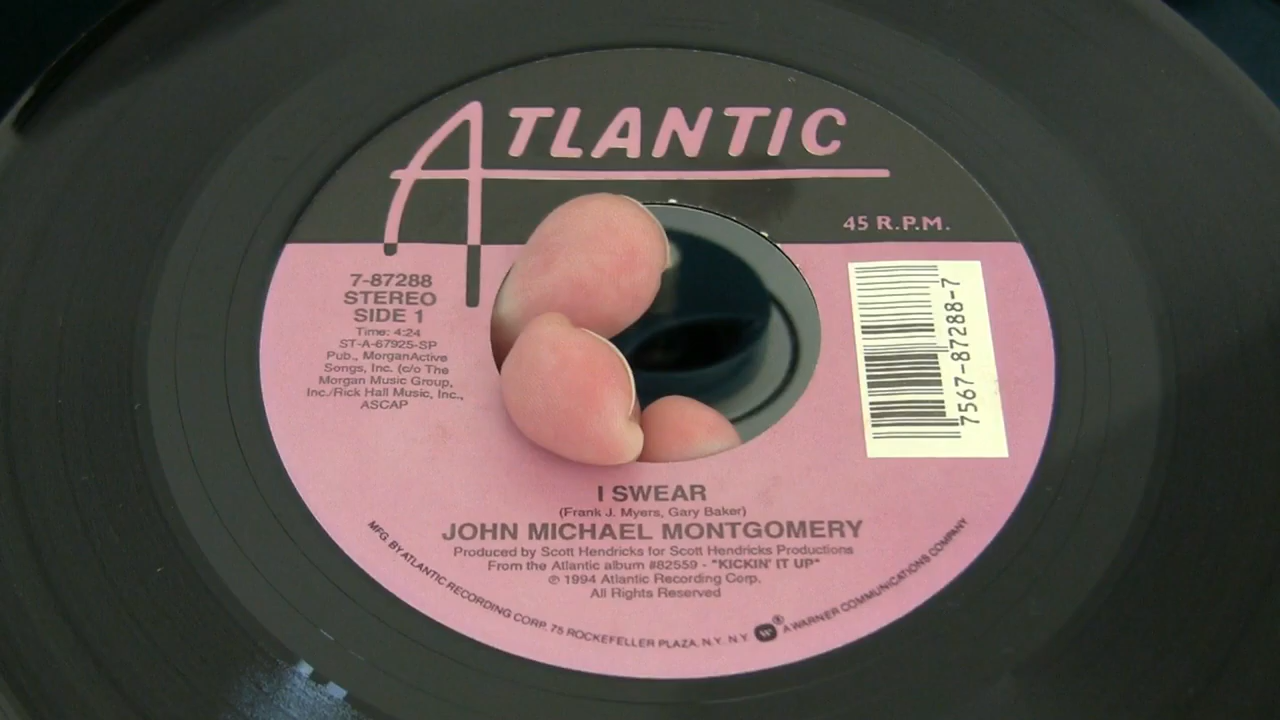 ATLANTIC
45 R.P.M.
7-87288
STEREO
SIDE 1
Time: 4:24
ST-A-67925-SP
Pub., MorganActive
Songs, Inc. (c/o The
Morgan Music Group,
Inc./Rick Hall Music, Inc.,
ASCAP
7567-87288-7
I SWEAR
(Frank J. Myers, Gary Baker)
JOHN MICHAEL MONTGOMERY
Produced by Scott Hendricks for Scott Hendricks Productions
From the Atlantic album #82559 - "KICKIN' IT UP"
℗ 1994 Atlantic Recording Corp.
All Rights Reserved
MFG. BY ATLANTIC RECORDING CORP. 75 ROCKEFELLER PLAZA, N.Y. N.Y. W ® A WARNER COMMUNICATIONS COMPANY